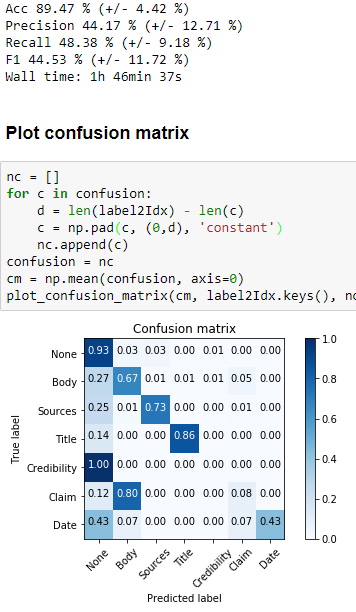 Acc 89.47 % (+/- 4.42 %)
Precision 44.17 % (+/- 12.71 %)
Recall 48.38 % (+/- 9.18 %)
F1 44.53 % (+/- 11.72 %)
Wall time: 1h 46min 37s
Plot confusion matrix
nc = []
for c in confusion:
    d = len(label2Idx) - len(c)
    c = np.pad(c, (0,d), 'constant')
    nc.append(c)
confusion = nc
cm = np.mean(confusion, axis=0)
plot_confusion_matrix(cm, label2Idx.keys(), no
Confusion matrix
None 0.93 0.03 0.03 0.00 0.01 0.00 0.00
Body 0.27 0.67 0.01 0.01 0.01 0.05 0.00
Sources 0.25 0.01 0.73 0.00 0.00 0.01 0.00
Title 0.14 0.00 0.00 0.86 0.00 0.00 0.00
Credibility 1.00 0.00 0.00 0.00 0.00 0.00 0.00
Claim 0.12 0.80 0.00 0.00 0.00 0.08 0.00
Date 0.43 0.07 0.00 0.00 0.00 0.07 0.43
None Body Sources Title Credibility Claim Date
True label
Predicted label
1.0
0.8
0.6
0.4
0.2
0.0